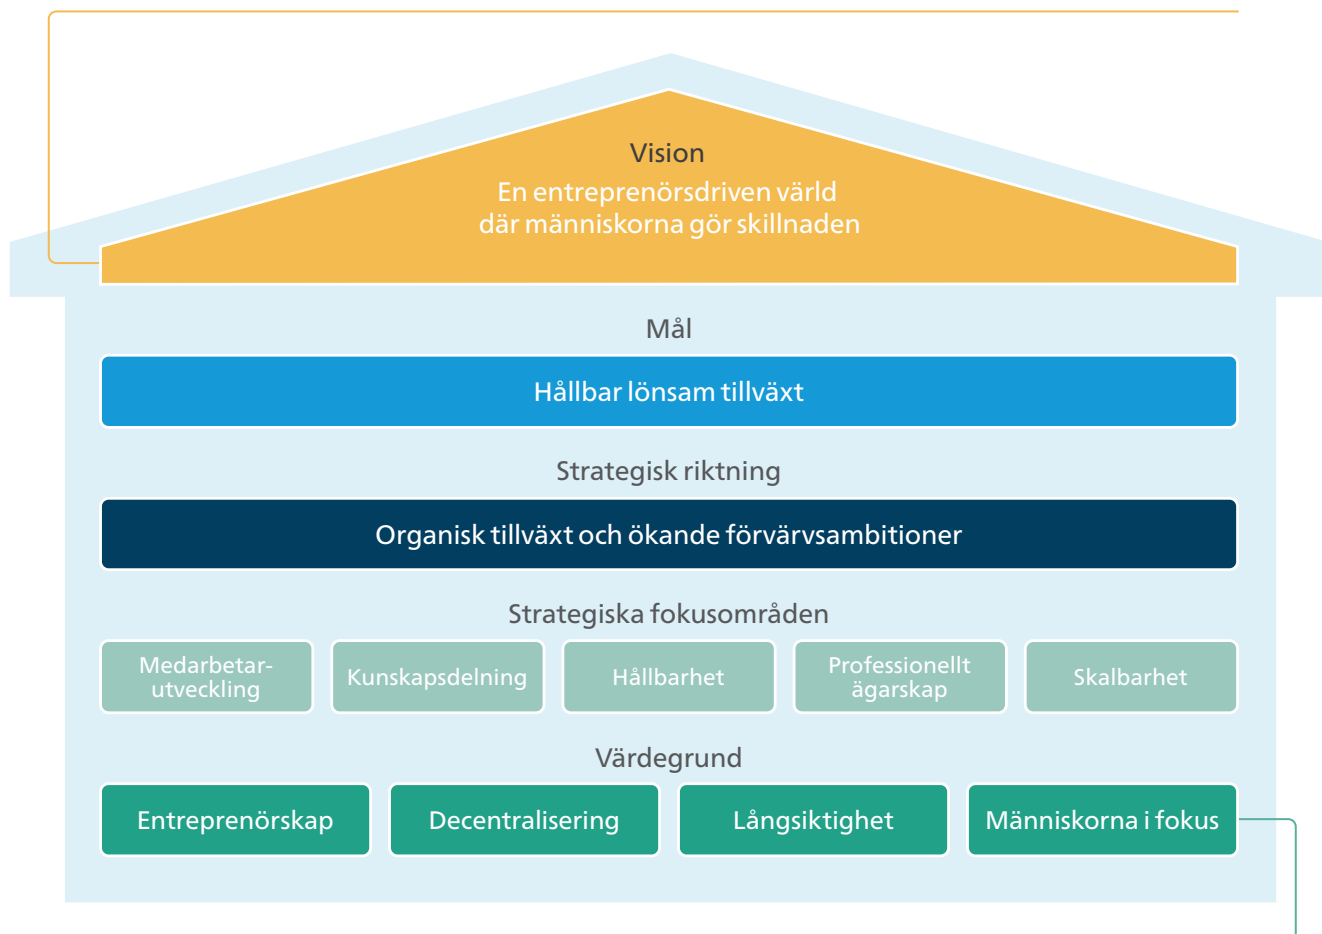 Vision
En entreprenörsdriven värld
där människorna gör skillnaden
Mål
Hållbar lönsam tillväxt
Strategisk riktning
Organisk tillväxt och ökande förvärvsambitioner
Strategiska fokusområden
Medarbetar-
utveckling
Kunskapsdelning
Hållbarhet
Professionellt
ägarskap
Skalbarhet
Värdegrund
Entreprenörskap
Decentralisering
Långsiktighet
Människorna i fokus